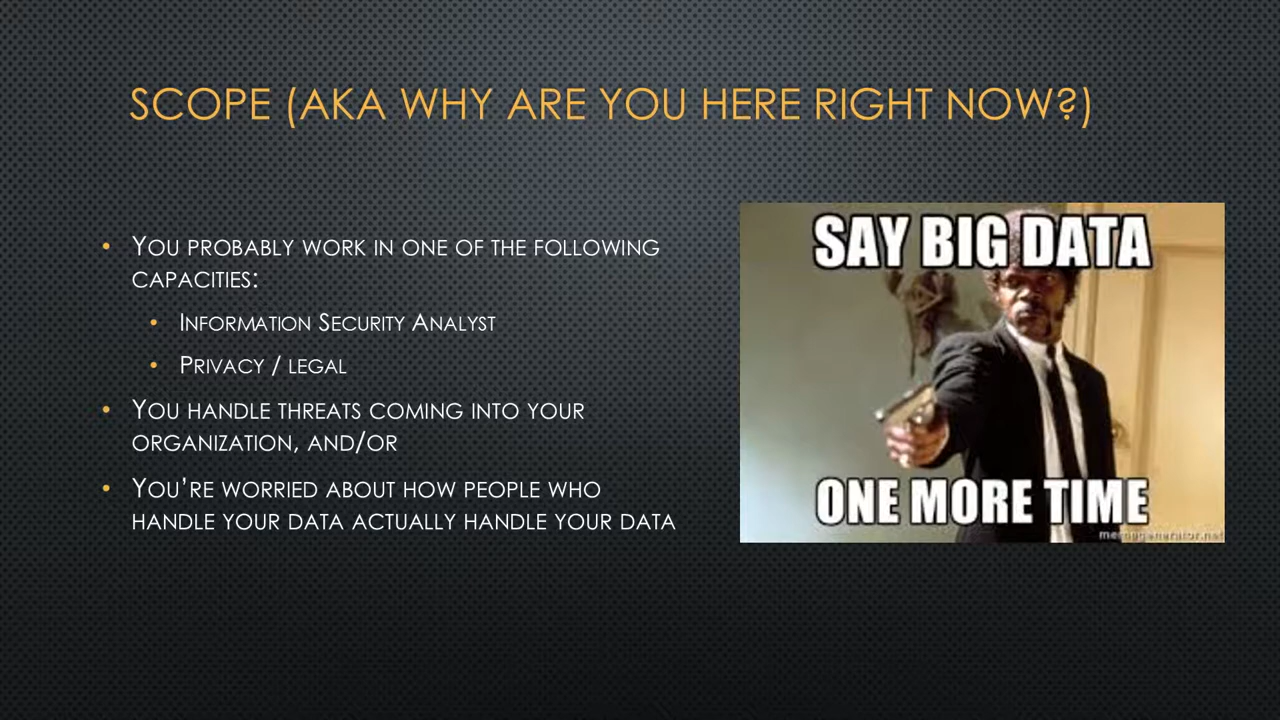 SCOPE (AKA WHY ARE YOU HERE RIGHT NOW?)
• YOU PROBABLY WORK IN ONE OF THE FOLLOWING
CAPACITIES:
• INFORMATION SECURITY ANALYST
• PRIVACY / LEGAL
• YOU HANDLE THREATS COMING INTO YOUR
ORGANIZATION, AND/OR
• YOU'RE WORRIED ABOUT HOW PEOPLE WHO
HANDLE YOUR DATA ACTUALLY HANDLE YOUR DATA
SAY BIG DATA
ONE MORE TIME
memegenerator.net